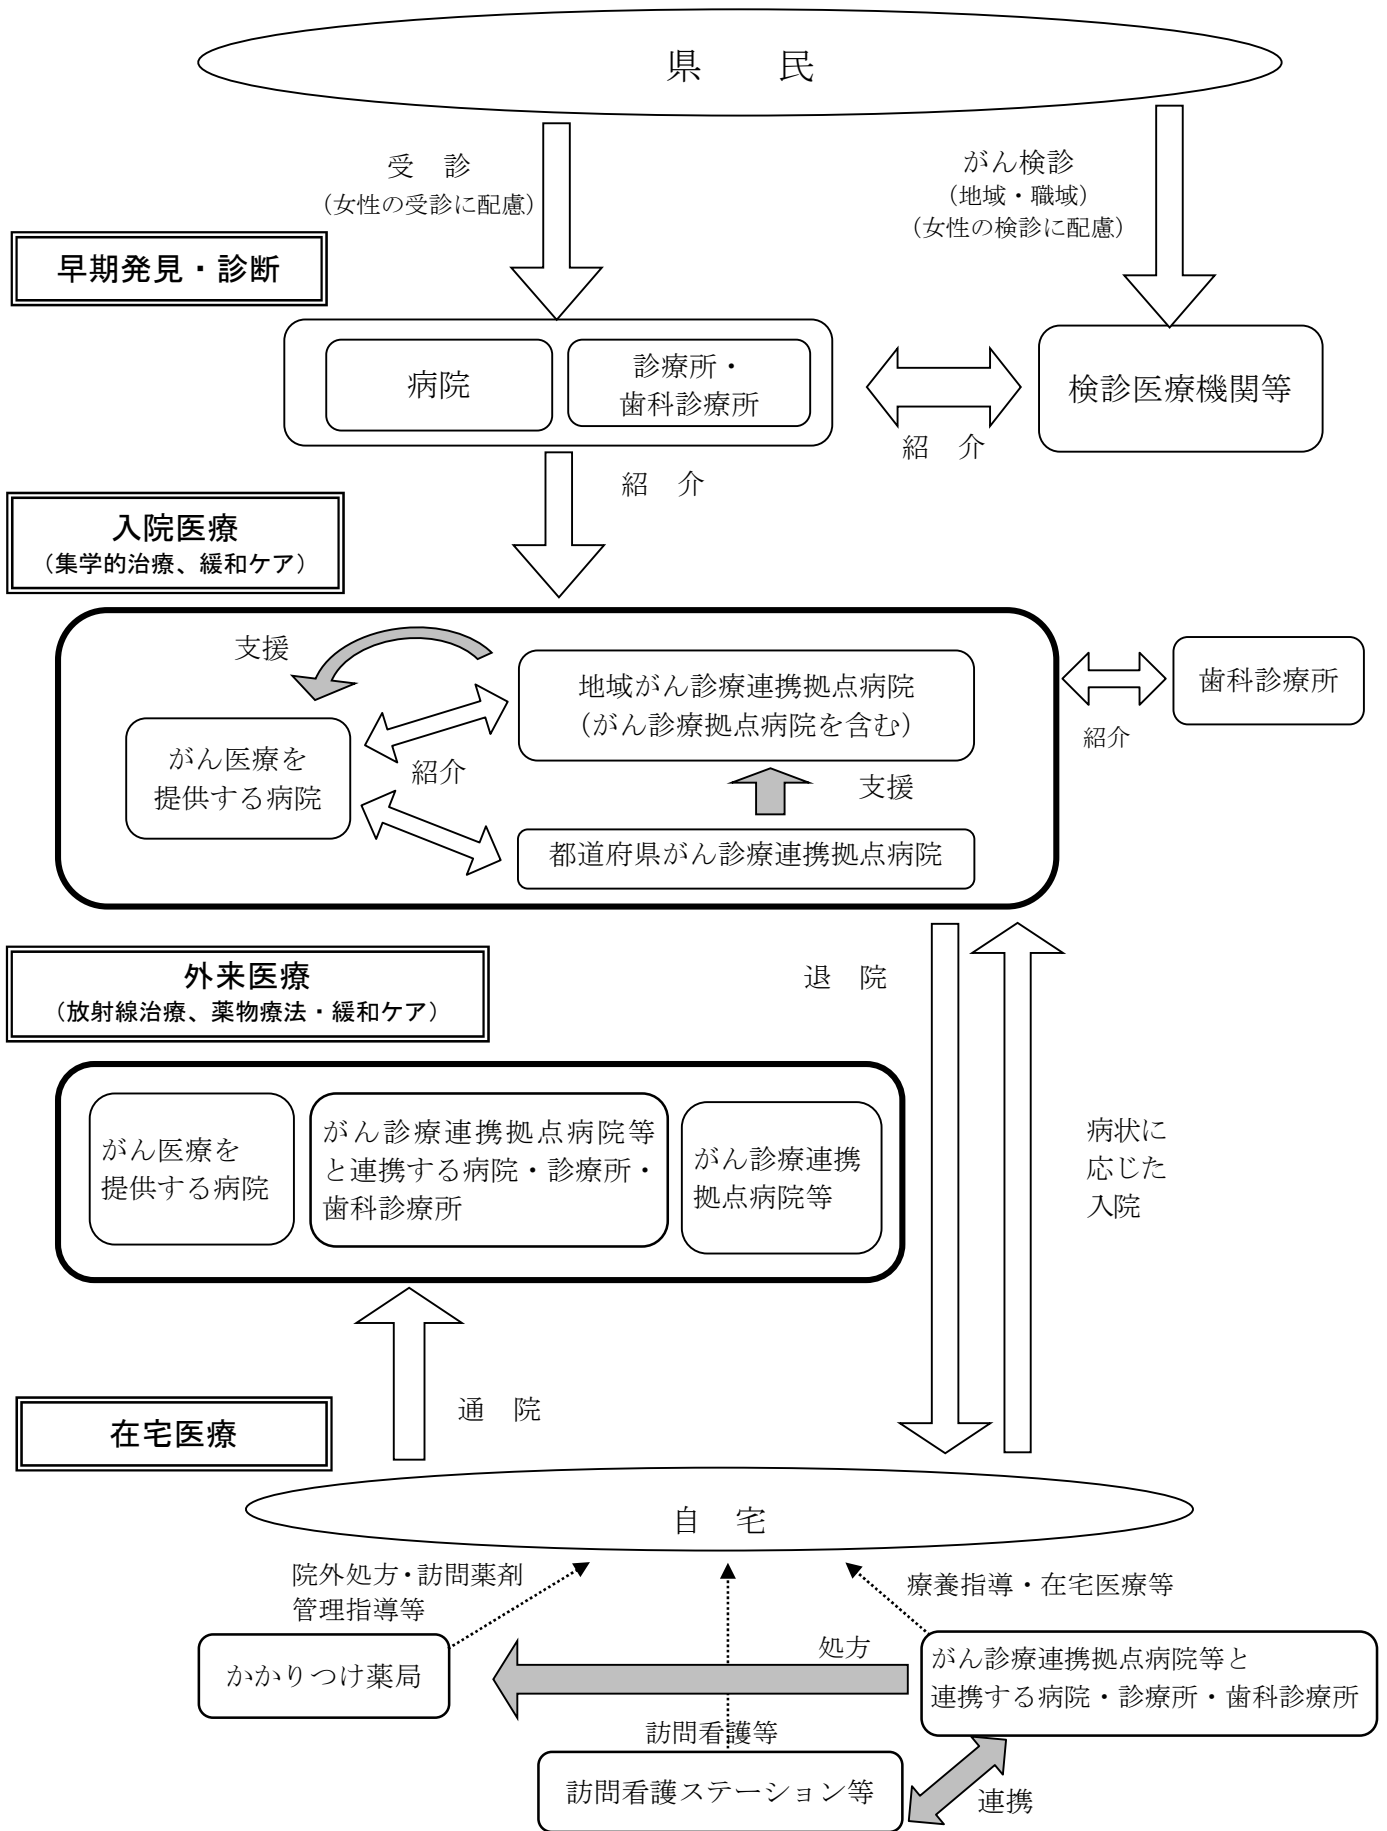 県　民
受　診
（女性の受診に配慮）
がん検診
（地域・職域）
（女性の検診に配慮）
早期発見・診断
病院
診療所・
歯科診療所
検診医療機関等
紹　介
紹　介
入院医療
（集学的治療、緩和ケア）
支援
地域がん診療連携拠点病院
（がん診療拠点病院を含む）
歯科診療所
紹介
がん医療を
提供する病院
紹介
支援
都道府県がん診療連携拠点病院
外来医療
（放射線治療、薬物療法・緩和ケア）
退　院
がん医療を
提供する病院
がん診療連携拠点病院等
と連携する病院・診療所・
歯科診療所
がん診療連携
拠点病院等
病状に
応じた
入院
在宅医療
通　院
自　宅
院外処方・訪問薬剤
管理指導等
療養指導・在宅医療等
かかりつけ薬局
処方
がん診療連携拠点病院等と
連携する病院・診療所・歯科診療所
訪問看護等
訪問看護ステーション等
連携